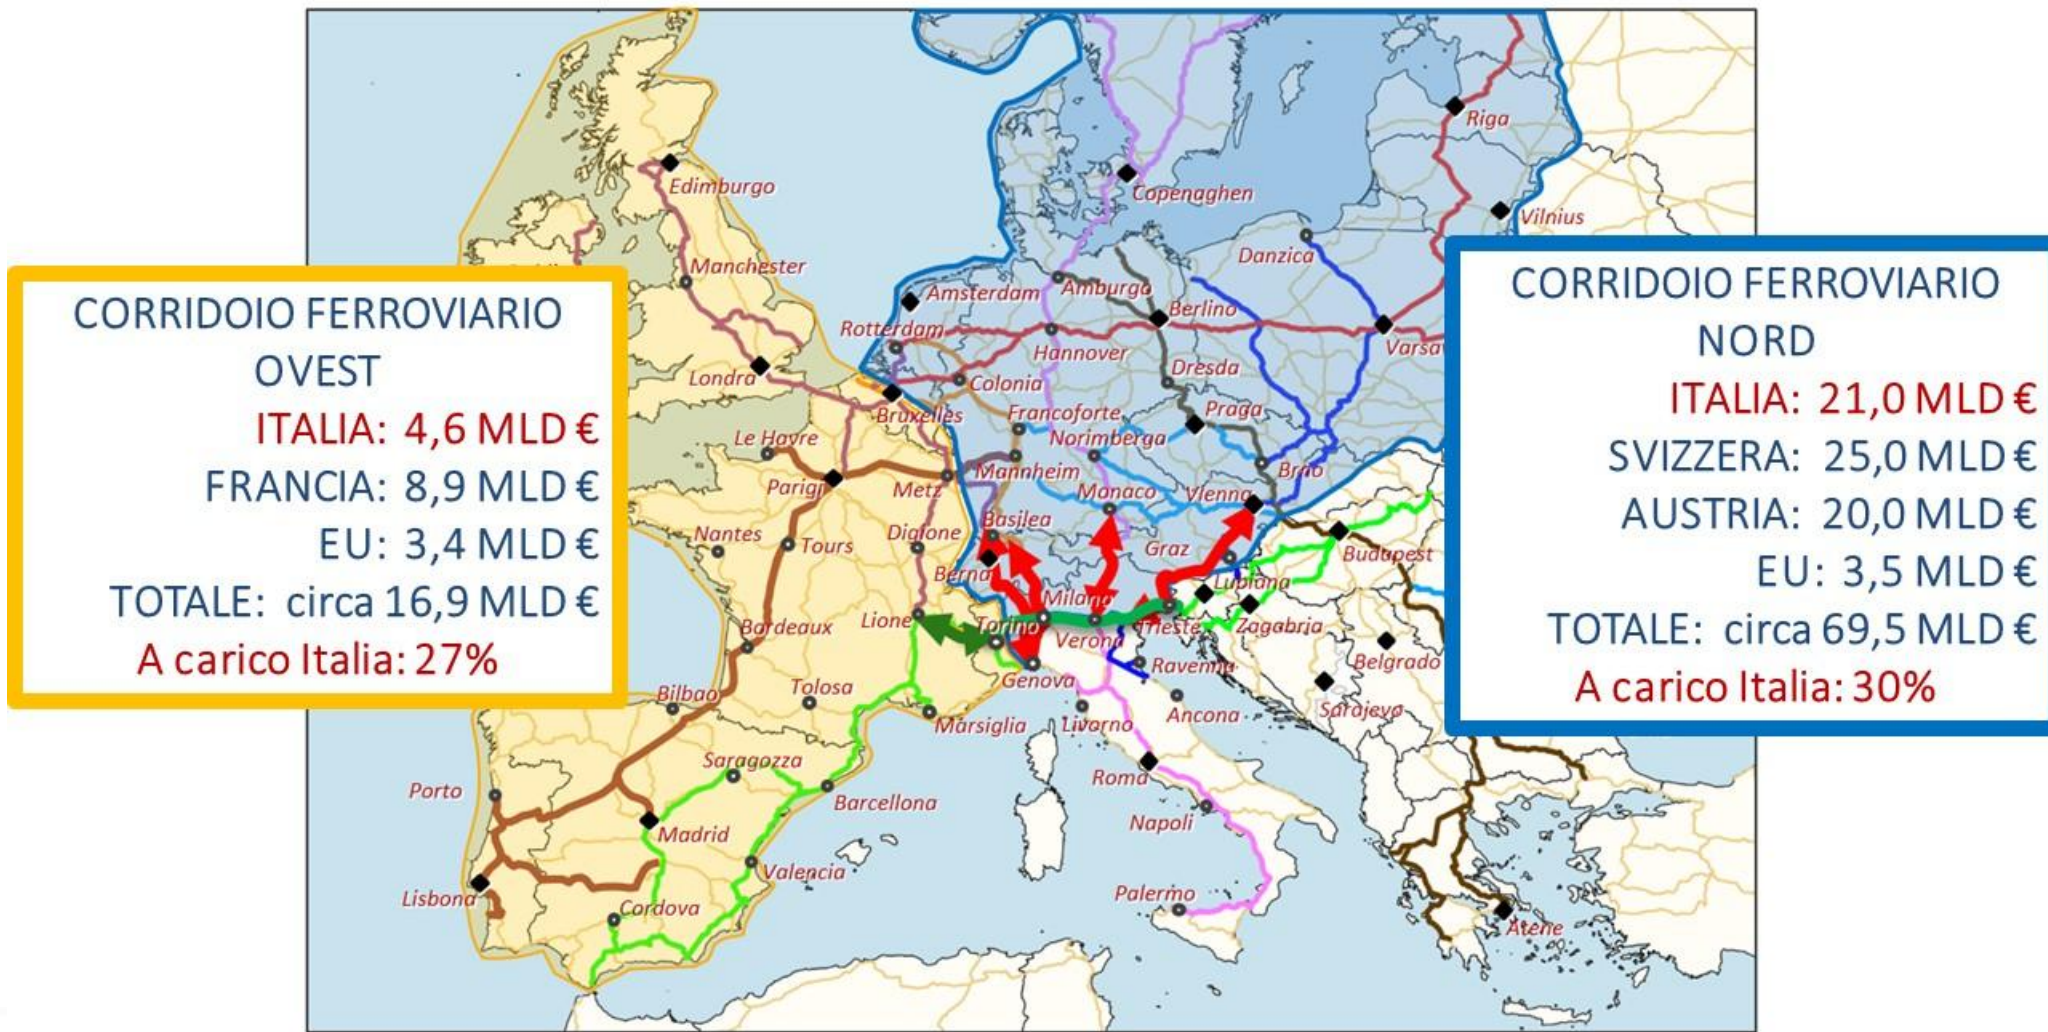 CORRIDOIO FERROVIARIO
OVEST
ITALIA: 4,6 MLD €
FRANCIA: 8,9 MLD €
EU: 3,4 MLD €
TOTALE: circa 16,9 MLD €
A carico Italia: 27%
CORRIDOIO FERROVIARIO
NORD
ITALIA: 21,0 MLD €
SVIZZERA: 25,0 MLD €
AUSTRIA: 20,0 MLD €
EU: 3,5 MLD €
TOTALE: circa 69,5 MLD €
A carico Italia: 30%
Riga
Edimburgo
Copenaghen
Vilnius
Danzica
Manchester
Amsterdam
Amburgo
Berlino
Rotterdam
Hannover
Varsa
Londra
Colonia
Dresda
Bruxelles
Francoforte
Praga
Le Havre
Norimberga
Mannheim
Brno
Parigi
Metz
Monaco
Vienna
Basilea
Nantes
Tours
Digione
Graz
Budapest
Berna
Lubiana
Milano
Lione
Torino
Bordeaux
Verona
Trieste
Zagabria
Ravenna
Belgrado
Genova
Bilbao
Tolosa
Marsiglia
Livorno
Ancona
Sarajevo
Saragozza
Roma
Porto
Barcellona
Napoli
Madrid
Valencia
Lisbona
Cordova
Palermo
Atene